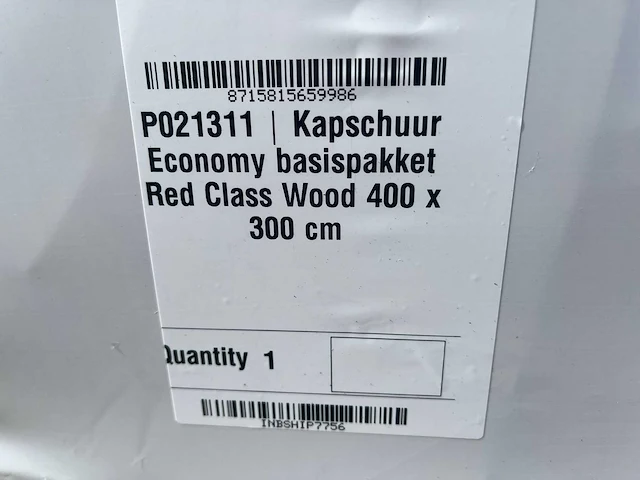 8715815659986
P021311 | Kapschuur
Economy basispakket
Red Class Wood 400 x
300 cm
Quantity 1
INBSHIP7756